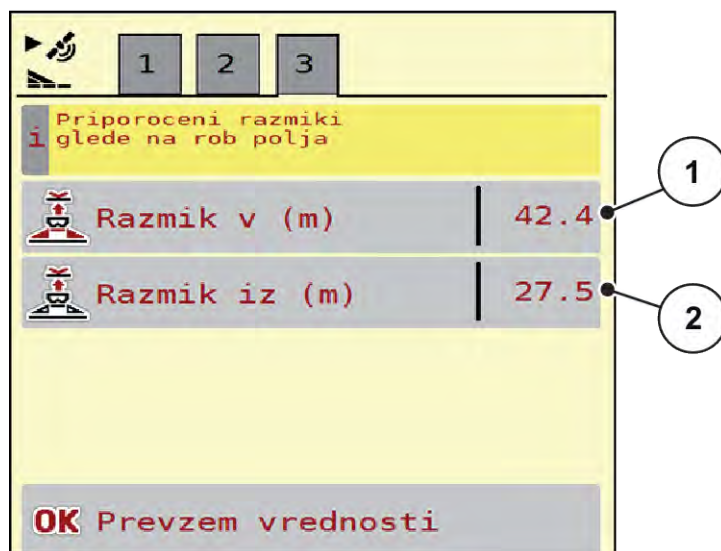 1 2 3
i Priporoceni razmiki
glede na rob polja
Razmik v (m) 42.4
Razmik iz (m) 27.5
OK Prevzem vrednosti
1
2